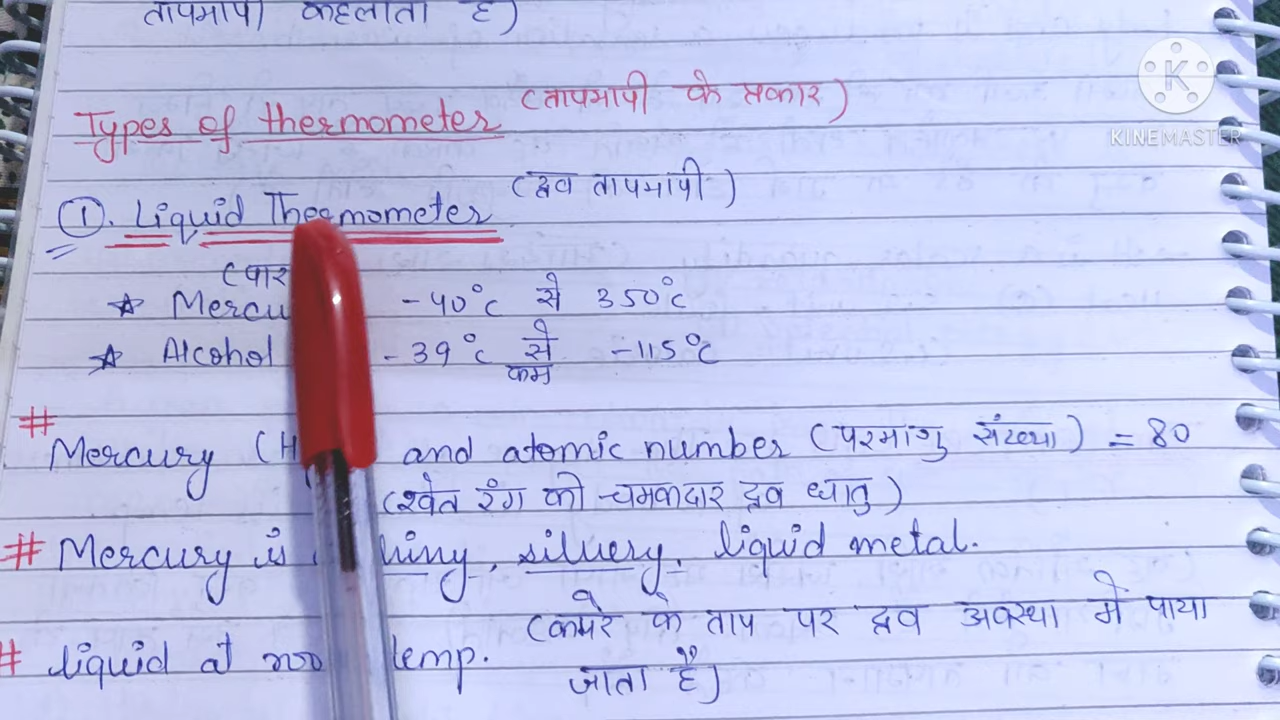 तापमापी कहलाता है)
Types of thermometer (तापमापी के प्रकार)
①. Liquid Thermometer (द्रव तापमापी)
(पार
☆ Mercu -40°c से 350°c
☆ Alcohol -39°c से -115°c
कम
# Mercury (H and atomic number (परमाणु संख्या) = 80
(श्वेत रंग की चमकदार द्रव धातु)
# Mercury is hiny, silvery, liquid metal.
(कमरे के ताप पर द्रव अवस्था में पाया
# liquid at roo temp. जाता है)
KINEMASTER